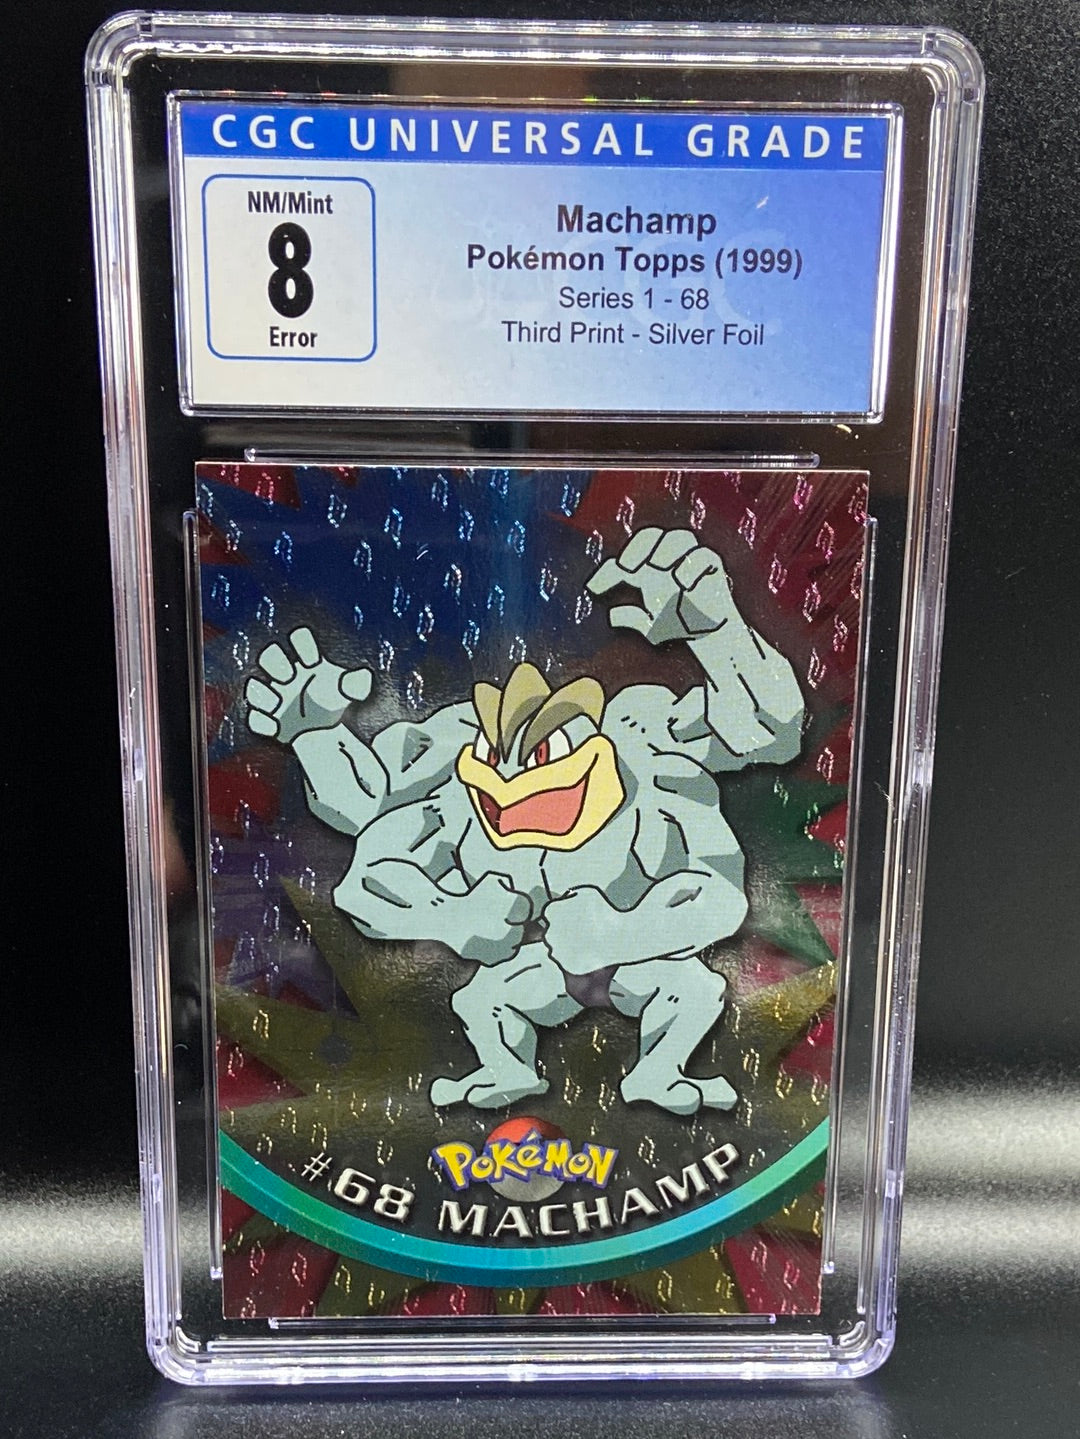 CGC UNIVERSAL GRADE
NM/Mint
8
Error
Machamp
Pokémon Topps (1999)
Series 1 - 68
Third Print - Silver Foil
POKéMON
#68 MACHAMP